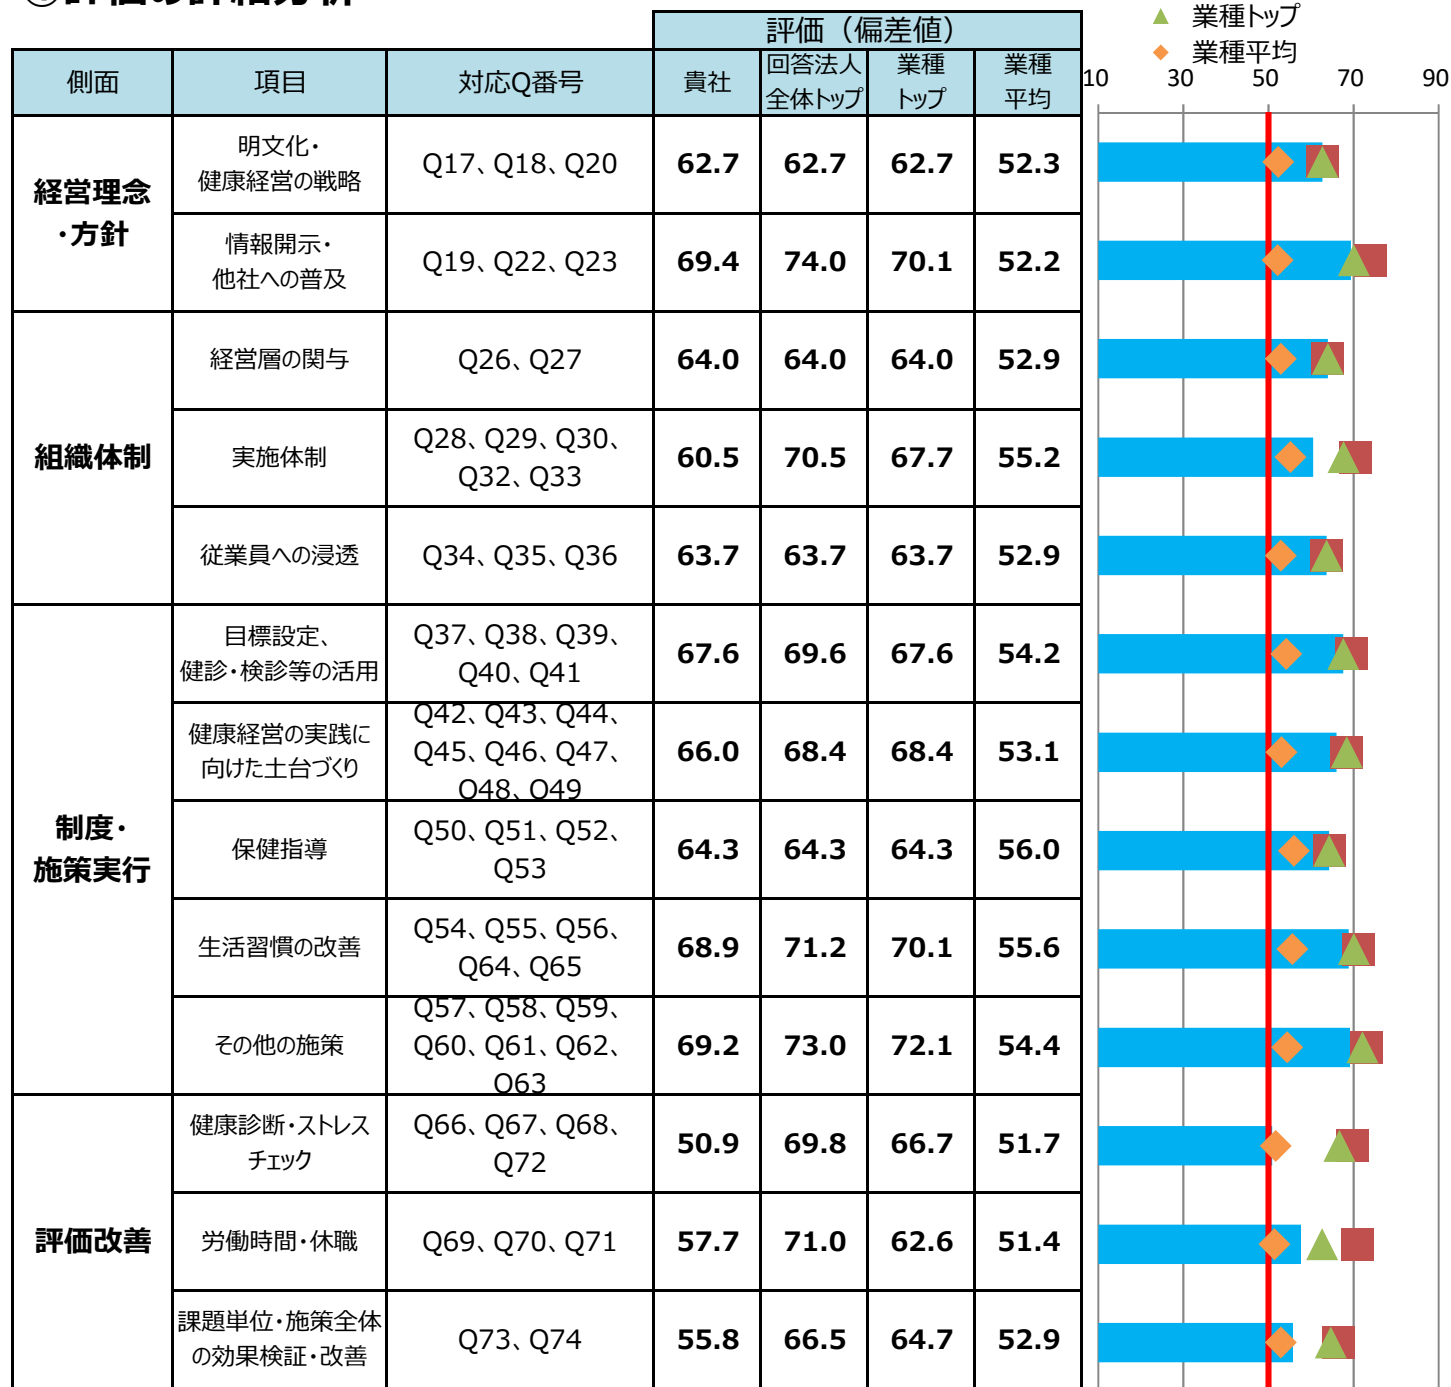 ①評価の詳細分析
▲ 業種トップ
◆ 業種平均
評価（偏差値）
側面 項目 対応Q番号 貴社 回答法人全体トップ 業種トップ 業種平均
10 30 50 70 90
経営理念・方針
明文化・
健康経営の戦略
Q17、Q18、Q20
62.7 62.7 62.7 52.3
情報開示・
他社への普及
Q19、Q22、Q23
69.4 74.0 70.1 52.2
組織体制
経営層の関与
Q26、Q27
64.0 64.0 64.0 52.9
実施体制
Q28、Q29、Q30、
Q32、Q33
60.5 70.5 67.7 55.2
従業員への浸透
Q34、Q35、Q36
63.7 63.7 63.7 52.9
制度・
施策実行
目標設定、
健診・検診等の活用
Q37、Q38、Q39、
Q40、Q41
67.6 69.6 67.6 54.2
健康経営の実践に
向けた土台づくり
Q42、Q43、Q44、
Q45、Q46、Q47、
Q48、Q49
66.0 68.4 68.4 53.1
保健指導
Q50、Q51、Q52、
Q53
64.3 64.3 64.3 56.0
生活習慣の改善
Q54、Q55、Q56、
Q64、Q65
68.9 71.2 70.1 55.6
その他の施策
Q57、Q58、Q59、
Q60、Q61、Q62、
Q63
69.2 73.0 72.1 54.4
評価改善
健康診断・ストレス
チェック
Q66、Q67、Q68、
Q72
50.9 69.8 66.7 51.7
労働時間・休職
Q69、Q70、Q71
57.7 71.0 62.6 51.4
課題単位・施策全体
の効果検証・改善
Q73、Q74
55.8 66.5 64.7 52.9